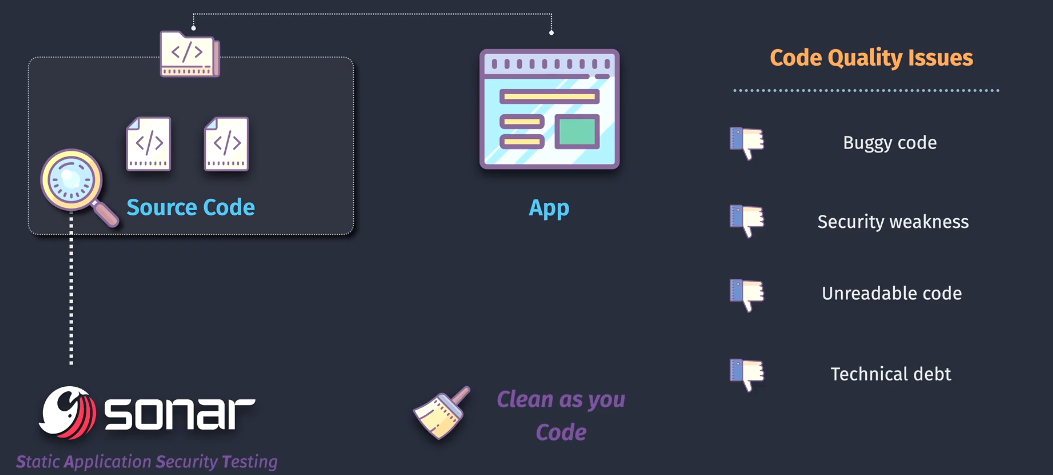 Code Quality Issues
</>
</>
</>
Buggy code
Source Code
App
Security weakness
Unreadable code
Technical debt
sonar
Static Application Security Testing
Clean as you
Code